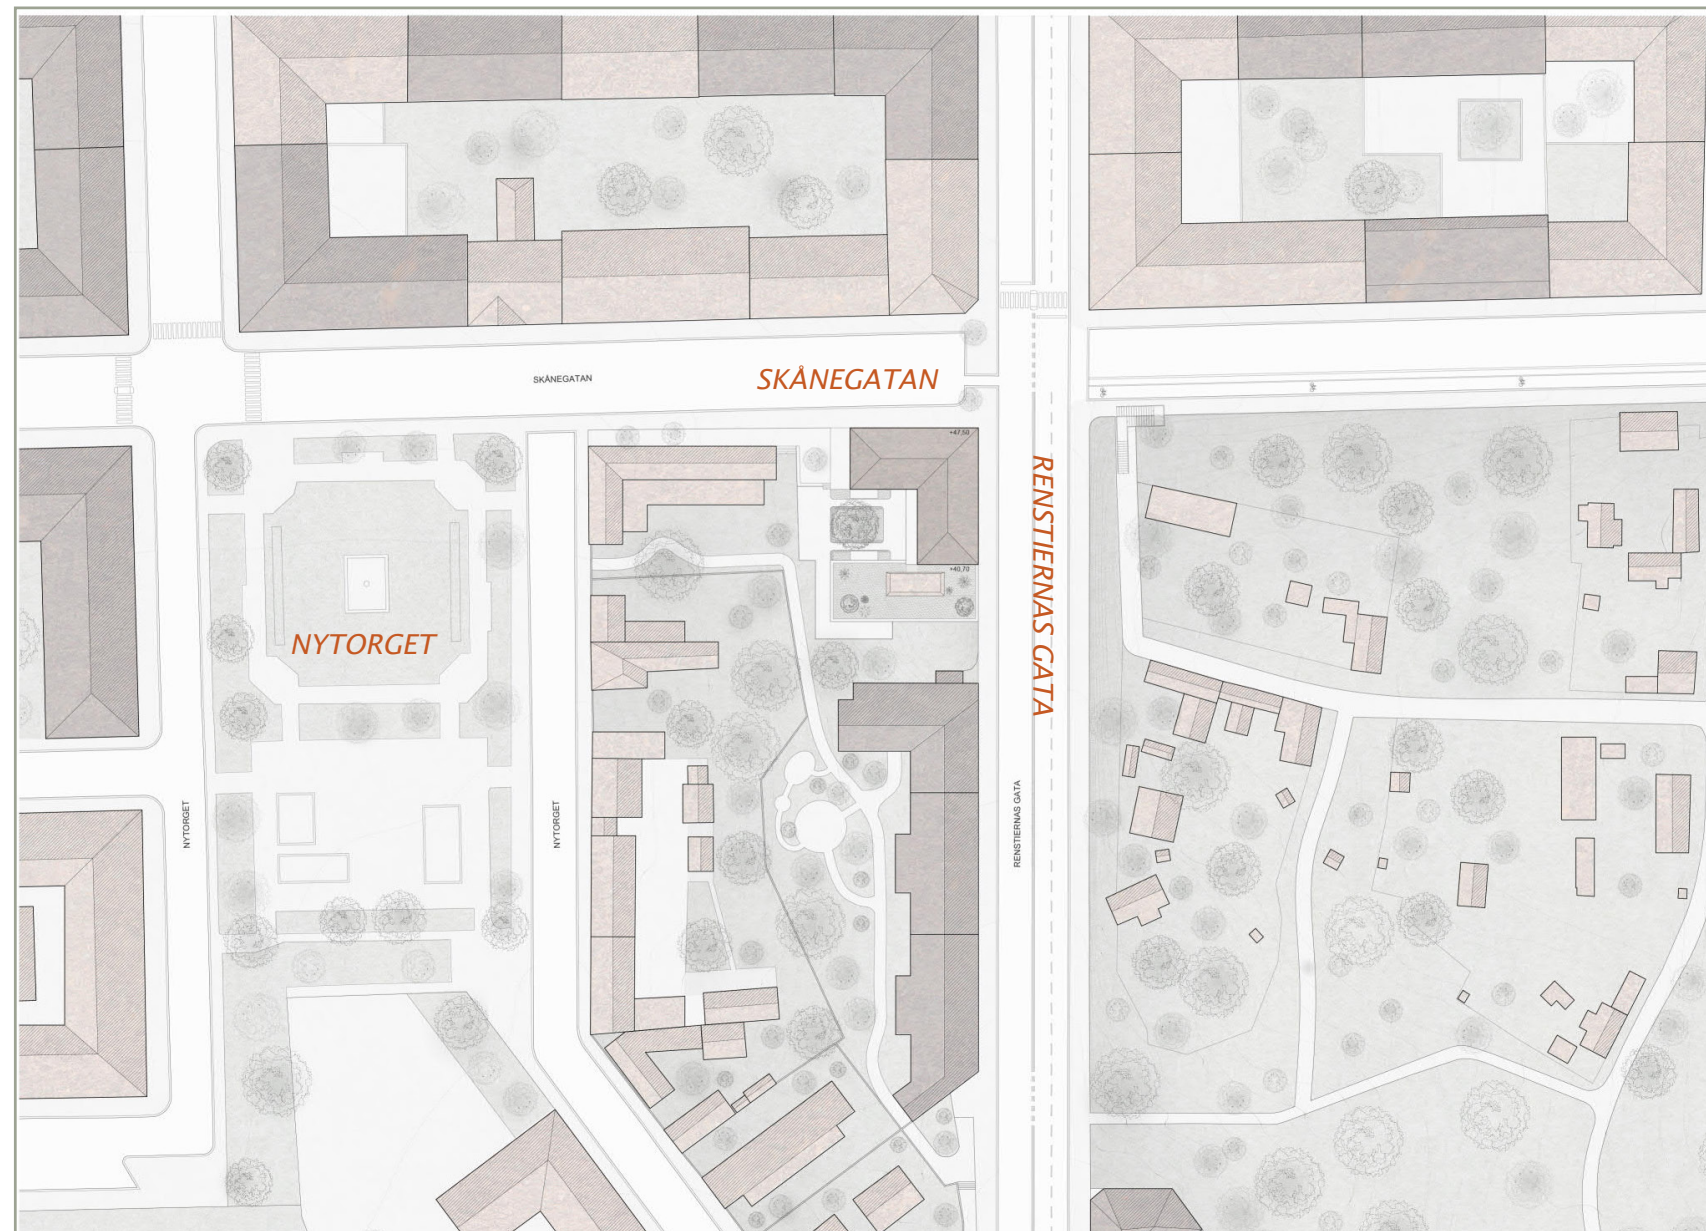 SKÅNEGATAN
SKÅNEGATAN
+47,50
RENSTIERNAS GATA
+40,70
NYTORGET
NYTORGET
NYTORGET
RENSTIERNAS GATA